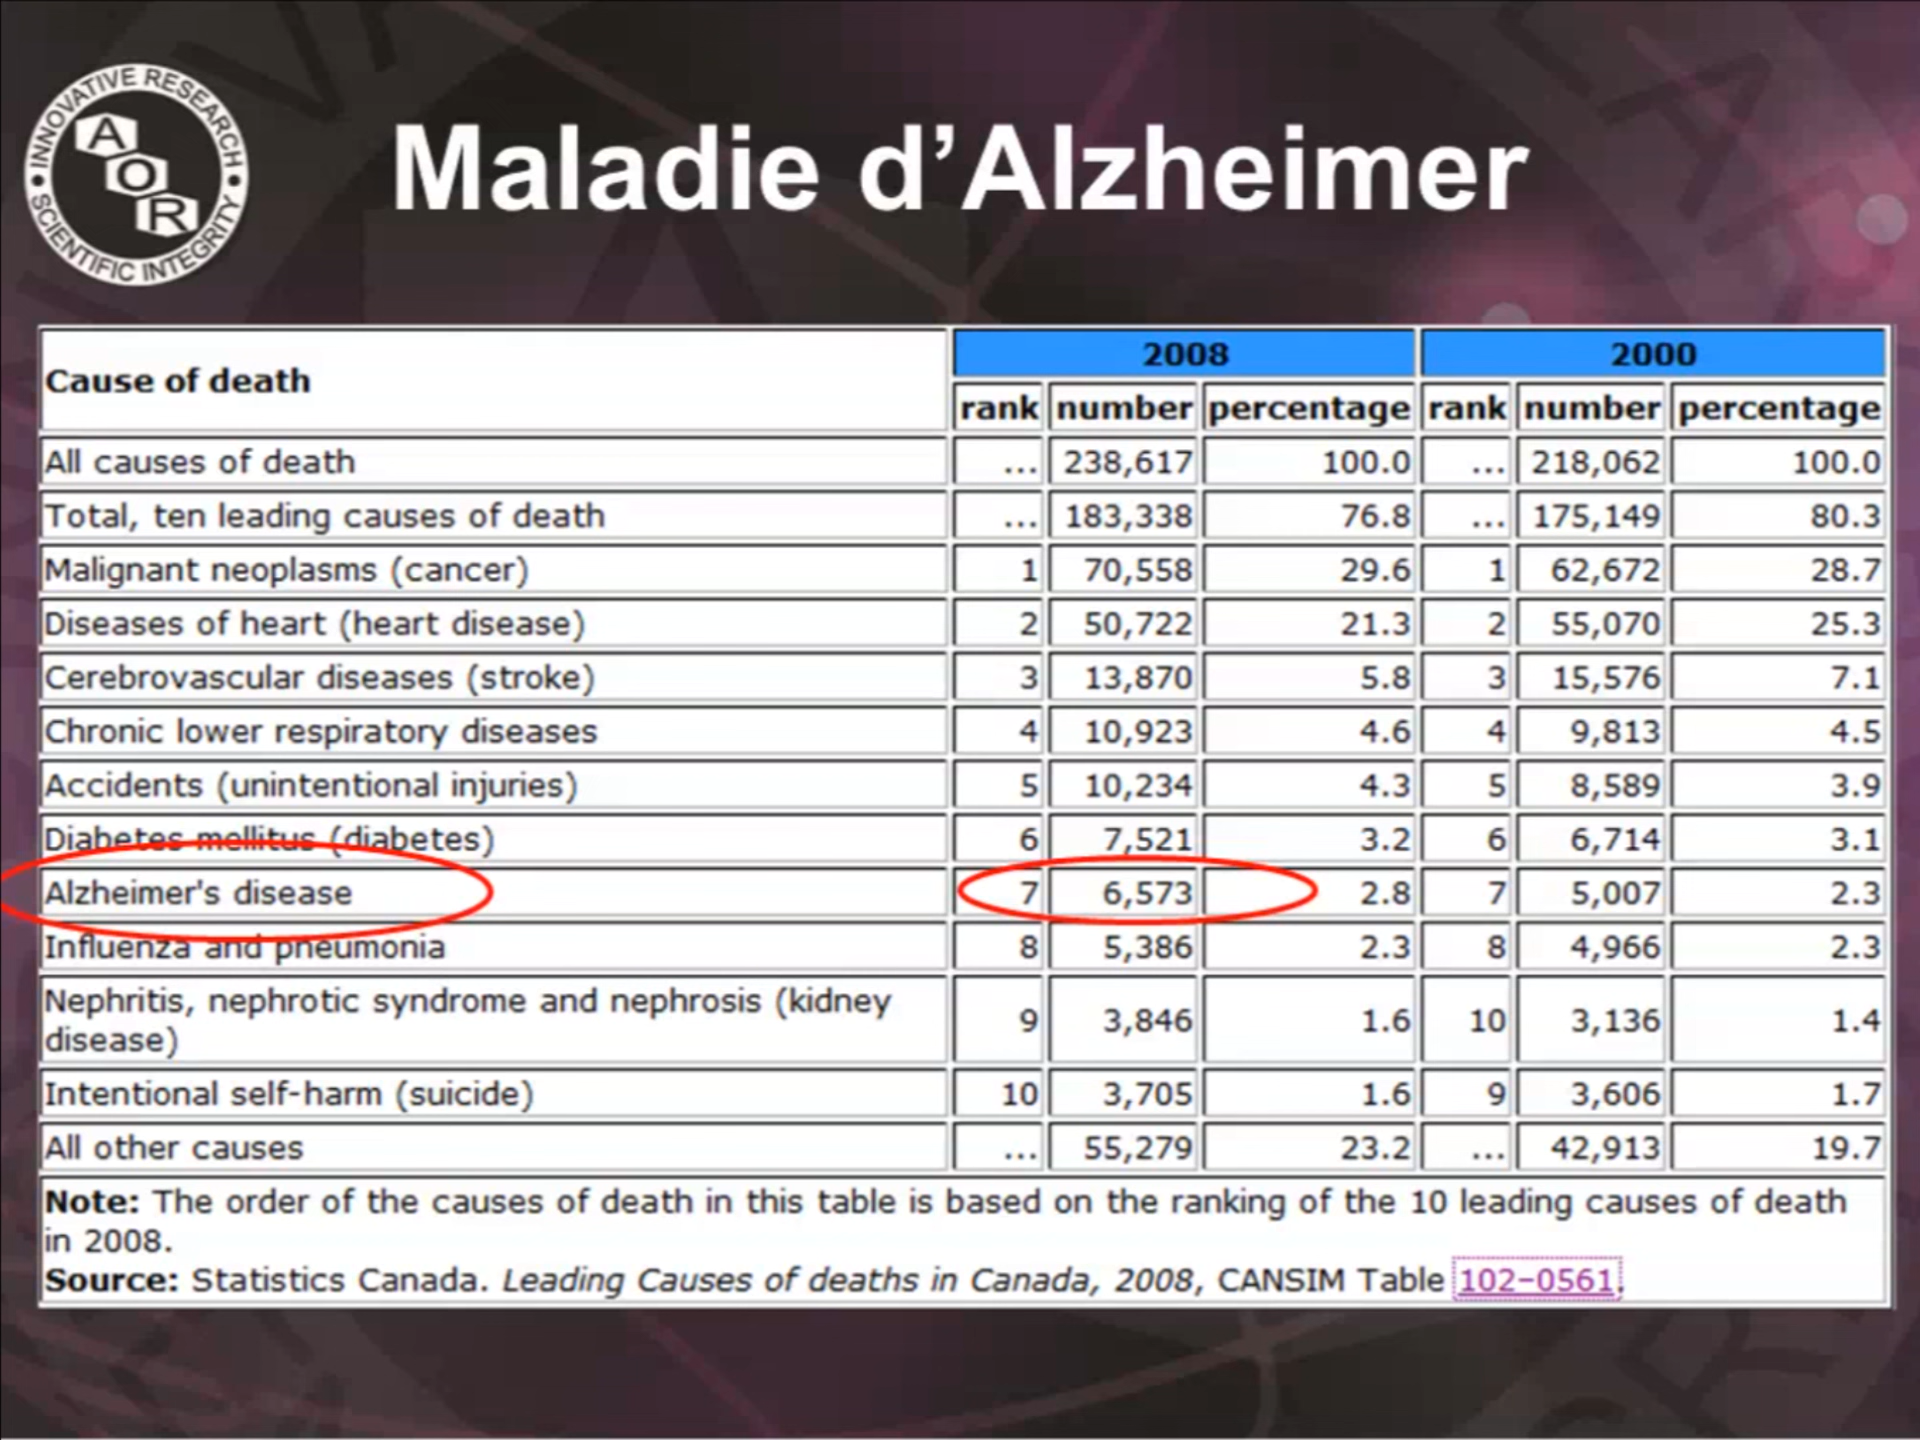 INNOVATIVE RESEARCH
A
O
R
SCIENTIFIC INTEGRITY
Maladie d’Alzheimer
Cause of death 2008 2000
rank number percentage rank number percentage
All causes of death ... 238,617 100.0 ... 218,062 100.0
Total, ten leading causes of death ... 183,338 76.8 ... 175,149 80.3
Malignant neoplasms (cancer) 1 70,558 29.6 1 62,672 28.7
Diseases of heart (heart disease) 2 50,722 21.3 2 55,070 25.3
Cerebrovascular diseases (stroke) 3 13,870 5.8 3 15,576 7.1
Chronic lower respiratory diseases 4 10,923 4.6 4 9,813 4.5
Accidents (unintentional injuries) 5 10,234 4.3 5 8,589 3.9
Diabetes mellitus (diabetes) 6 7,521 3.2 6 6,714 3.1
Alzheimer's disease 7 6,573 2.8 7 5,007 2.3
Influenza and pneumonia 8 5,386 2.3 8 4,966 2.3
Nephritis, nephrotic syndrome and nephrosis (kidney
disease) 9 3,846 1.6 10 3,136 1.4
Intentional self-harm (suicide) 10 3,705 1.6 9 3,606 1.7
All other causes ... 55,279 23.2 ... 42,913 19.7
Note: The order of the causes of death in this table is based on the ranking of the 10 leading causes of death
in 2008.
Source: Statistics Canada. Leading Causes of deaths in Canada, 2008, CANSIM Table 102–0561.